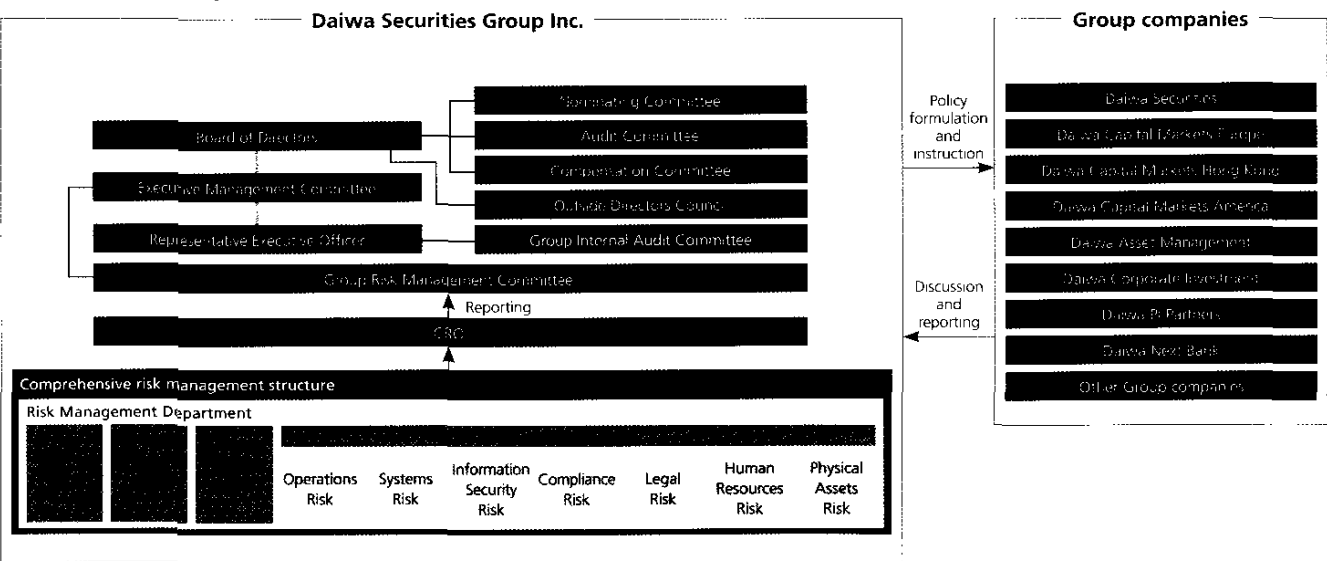 Daiwa Securities Group Inc.
Group companies
Nominating Committee
Board of Directors
Audit Committee
Compensation Committee
Executive Management Committee
Outside Directors Council
Representative Executive Officer
Group Internal Audit Committee
Group Risk Management Committee
Reporting
CRO
Comprehensive risk management structure
Risk Management Department
Operations
Risk
Systems
Risk
Information
Security
Risk
Compliance
Risk
Legal
Risk
Human
Resources
Risk
Physical
Assets
Risk
Policy
formulation
and
instruction
Discussion
and
reporting
Daiwa Securities
Daiwa Capital Markets Europe
Daiwa Capital Markets Hong Kong
Daiwa Capital Markets America
Daiwa Asset Management
Daiwa Corporate Investment
Daiwa PI Partners
Daiwa Next Bank
Other Group companies